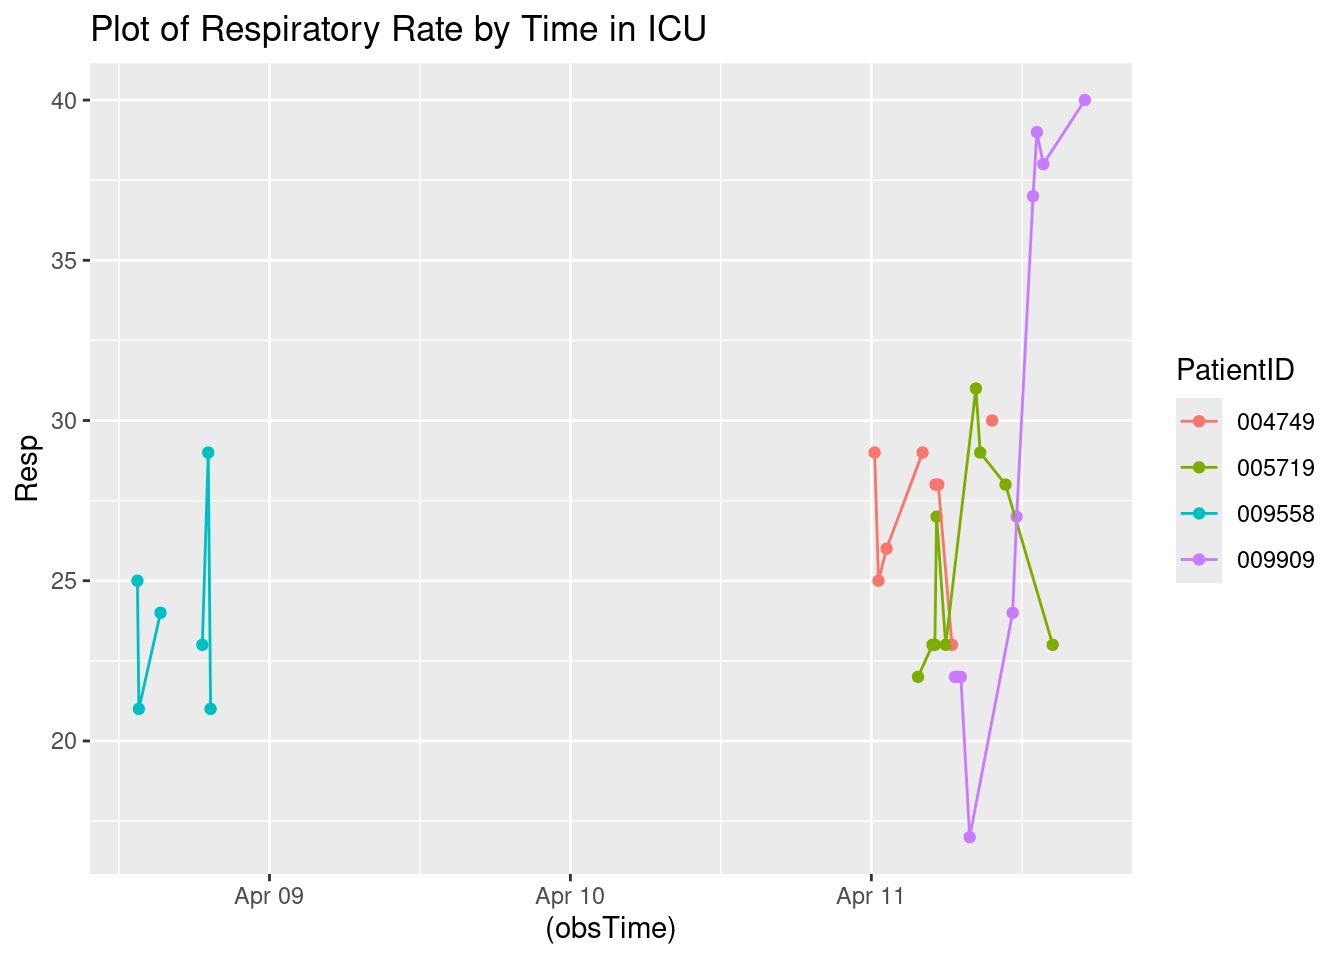 Plot of Respiratory Rate by Time in ICU
40
35
30
25
20
Resp
Apr 09
Apr 10
Apr 11
(obsTime)
PatientID
004749
005719
009558
009909